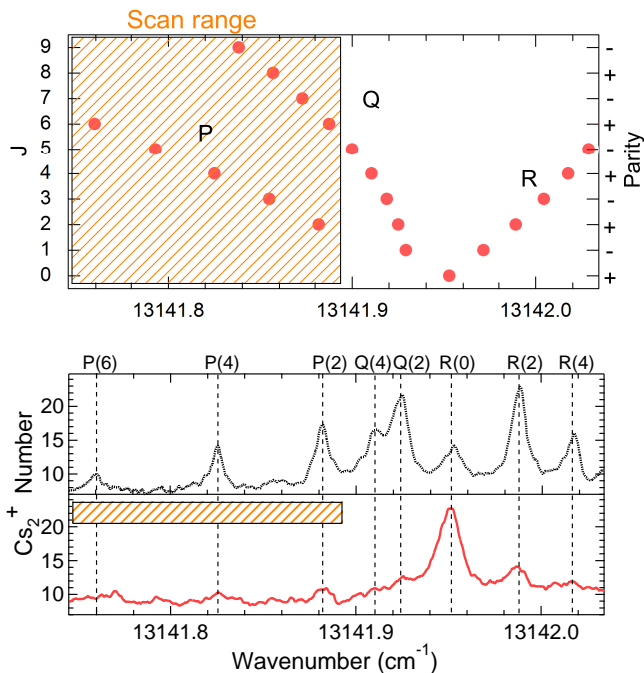 Scan range
9 -
8 +
7 - Q
6 P +
J 5 - Parity
4 R +
3 -
2 +
1 -
0 +
13141.8 13141.9 13142.0
P(6) P(4) P(2) Q(4) Q(2) R(0) R(2) R(4)
20
15
10
Cs₂⁺ Number
20
15
10
13141.8 13141.9 13142.0
Wavenumber (cm⁻¹)